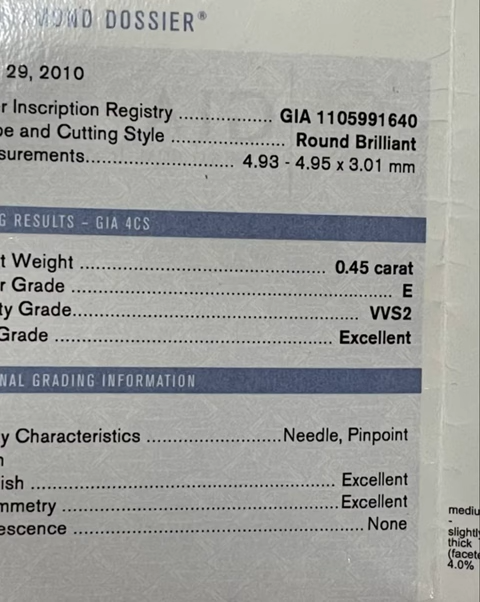 MOND DOSSIER®
29, 2010
r Inscription Registry ................ GIA 1105991640
pe and Cutting Style .................... Round Brilliant
surements.......................... 4.93 - 4.95 x 3.01 mm
G RESULTS – GIA 4CS
t Weight ........................................... 0.45 carat
r Grade ........................................................ E
ty Grade.................................................. VVS2
Grade ................................................ Excellent
NAL GRADING INFORMATION
y Characteristics .......................Needle, Pinpoint
ish .................................................... Excellent
mmetry ...............................................Excellent
escence ................................................... None
mediu
-
slightly
thick
(facete
4.0%